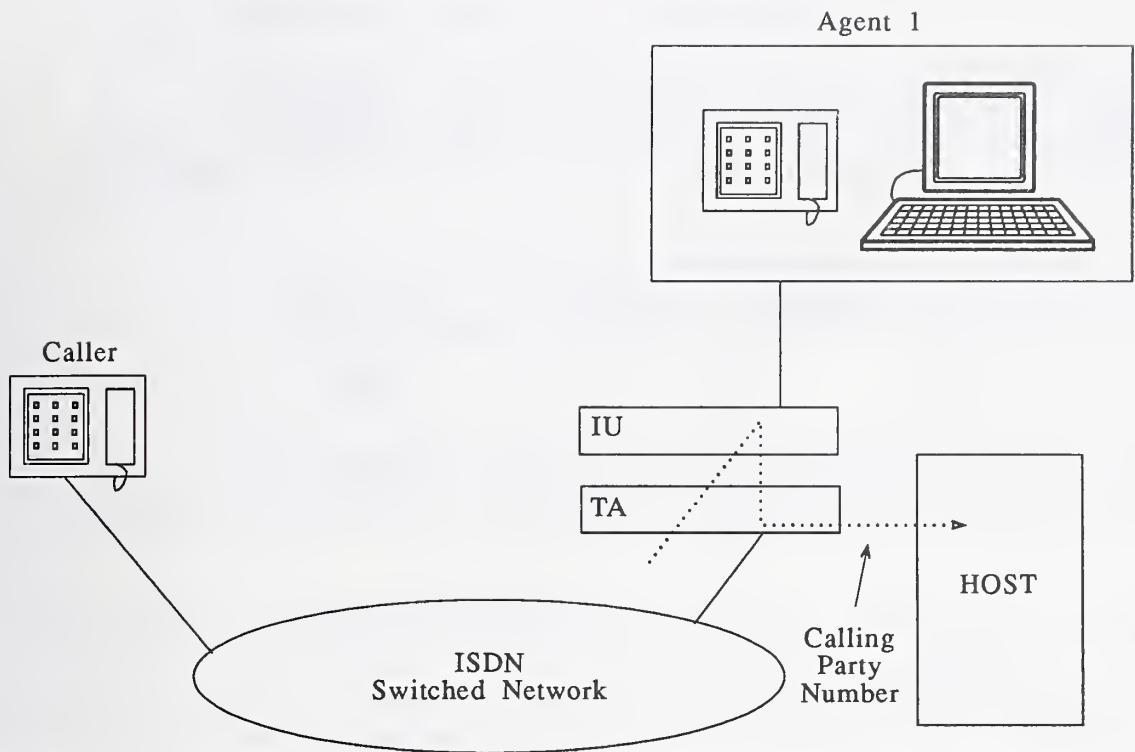 Agent 1
Caller
IU
TA
HOST
Calling
Party
Number
ISDN
Switched Network